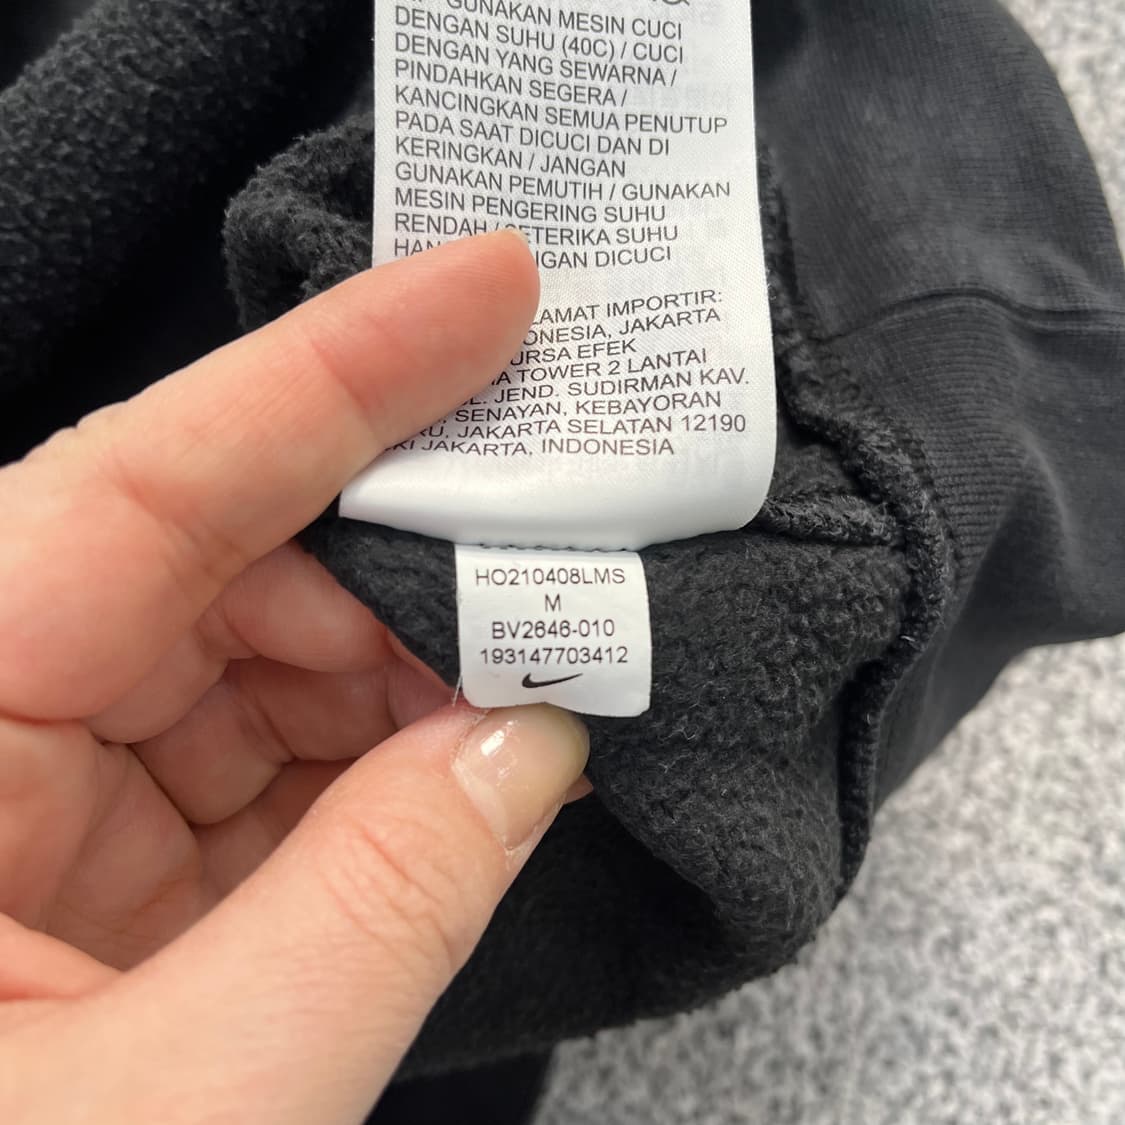 GUNAKAN MESIN CUCI
DENGAN SUHU (40C) / CUCI
DENGAN YANG SEWARNA /
PINDAHKAN SEGERA /
KANCINGKAN SEMUA PENUTUP
PADA SAAT DICUCI DAN DI
KERINGKAN / JANGAN
GUNAKAN PEMUTIH / GUNAKAN
MESIN PENGERING SUHU
RENDAH / SETERIKA SUHU
DICUCI
IMPORTIR:
JAKARTA
EFEK
TOWER 2 LANTAI
JEND. SUDIRMAN KAV.
SENAYAN, KEBAYORAN
JAKARTA SELATAN 12190
JAKARTA, INDONESIA
HO210408LMS
M
BV2646-010
193147703412